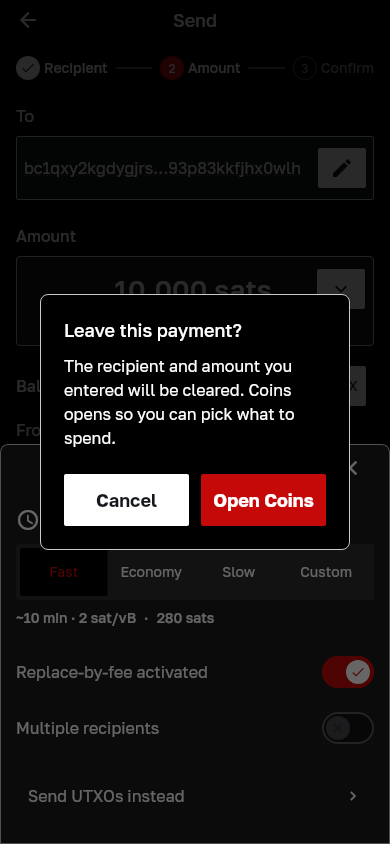 Send
Recipient
2 Amount
3 Confirm
To
bc1qxy2kgdygjrs...93p83kkfjhx0wlh
Amount
10,000 sats
Leave this payment?
The recipient and amount you
entered will be cleared. Coins
opens so you can pick what to
spend.
Cancel
Open Coins
Fast
Economy
Slow
Custom
~10 min · 2 sat/vB · 280 sats
Replace-by-fee activated
Multiple recipients
Send UTXOs instead